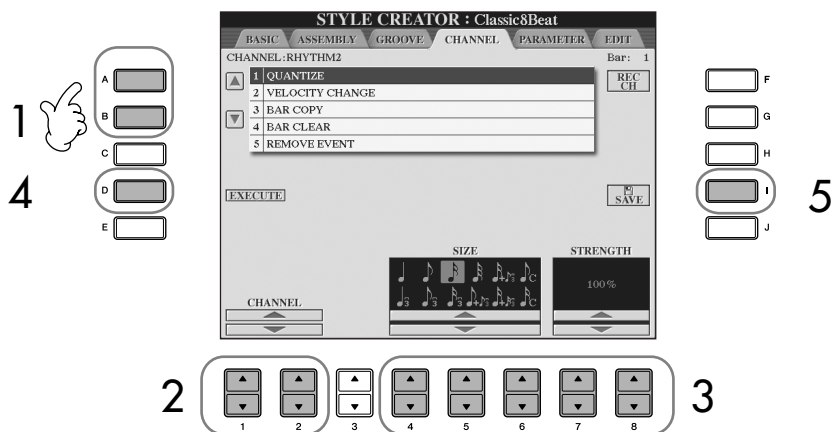 STYLE CREATOR : Classic8Beat
BASIC ASSEMBLY GROOVE CHANNEL PARAMETER EDIT
CHANNEL:RHYTHM2 Bar: 1
1 QUANTIZE
2 VELOCITY CHANGE
3 BAR COPY
4 BAR CLEAR
5 REMOVE EVENT
REC
CH
EXECUTE
SAVE
SIZE STRENGTH
100%
CHANNEL
A
B
C
D
E
F
G
H
I
J
1
4
5
2
3
1 2 3 4 5 6 7 8